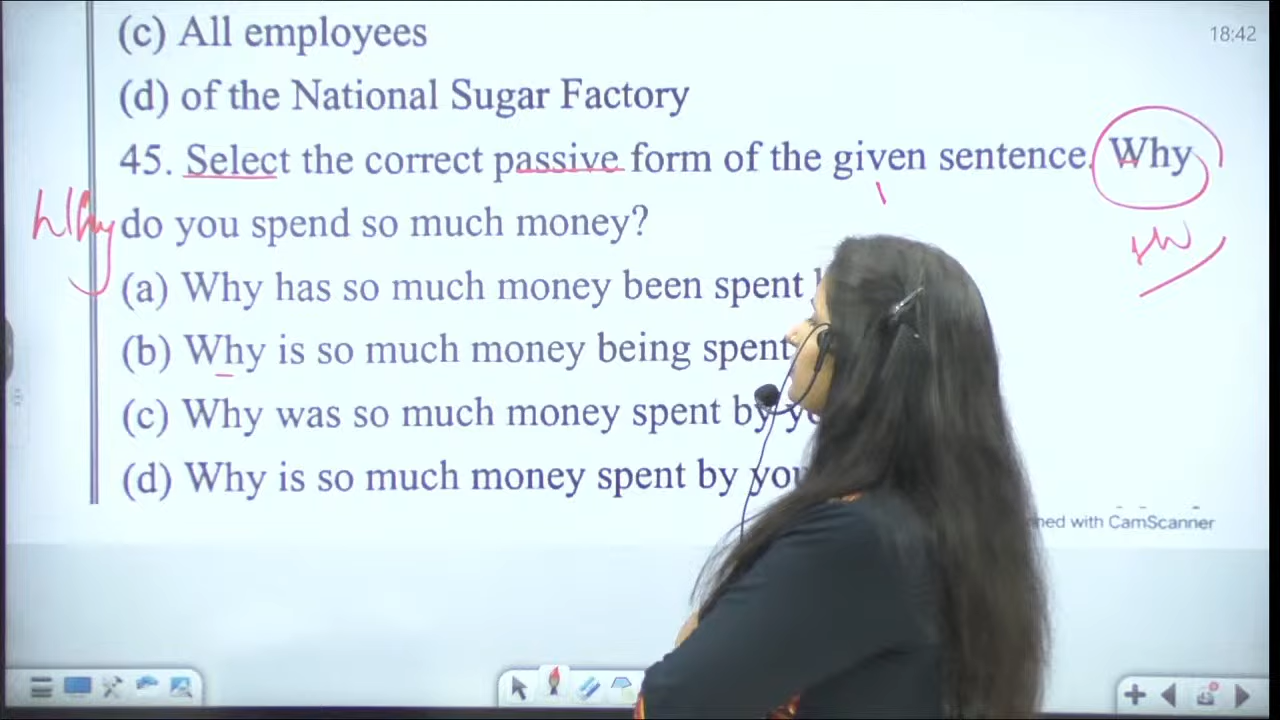 (c) All employees
18:42
(d) of the National Sugar Factory
45. Select the correct passive form of the given sentence. Why
Why do you spend so much money?
(a) Why has so much money been spent
(b) Why is so much money being spent
(c) Why was so much money spent by
(d) Why is so much money spent by you
with CamScanner